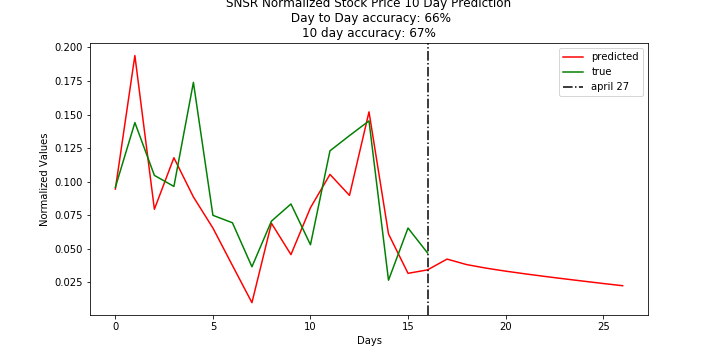 SNSR Normalized Stock Price 10 Day Prediction
Day to Day accuracy: 66%
10 day accuracy: 67%
predicted
true
april 27
Normalized Values
0.200
0.175
0.150
0.125
0.100
0.075
0.050
0.025
0 5 10 15 20 25
Days